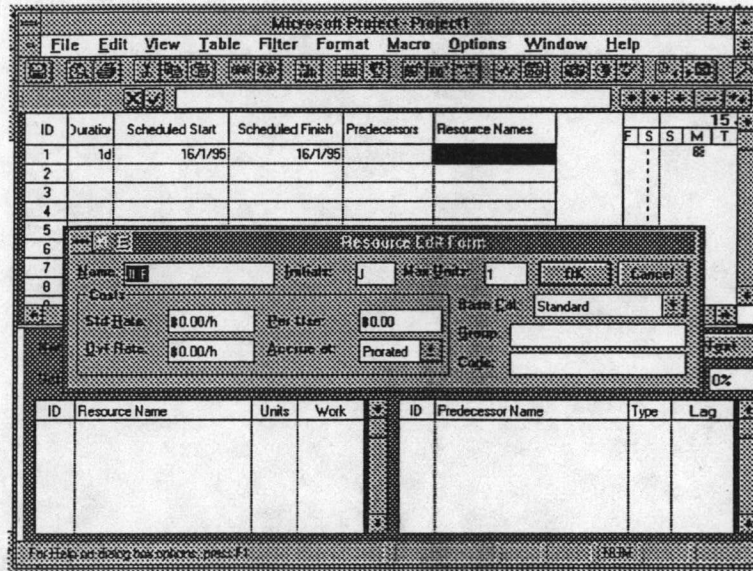 Microsoft Project - Project1
File Edit View Table Filter Format Macro Options Window Help
15
ID Duration Scheduled Start Scheduled Finish Predecessors Resource Names F S S M T
1 1d 16/1/95 16/1/95
2
3
4
5
6
7
8
Resource Edit Form
Name: Initials: J Max Units: 1 OK Cancel
Costs
Base Cal: Standard
Std Rate: $0.00/h Per Use: $0.00
Group:
Ovt Rate: $0.00/h Accrue at: Prorated
Code:
0%
ID Resource Name Units Work ID Predecessor Name Type Lag
For Help on dialog box options, press F1
NUM